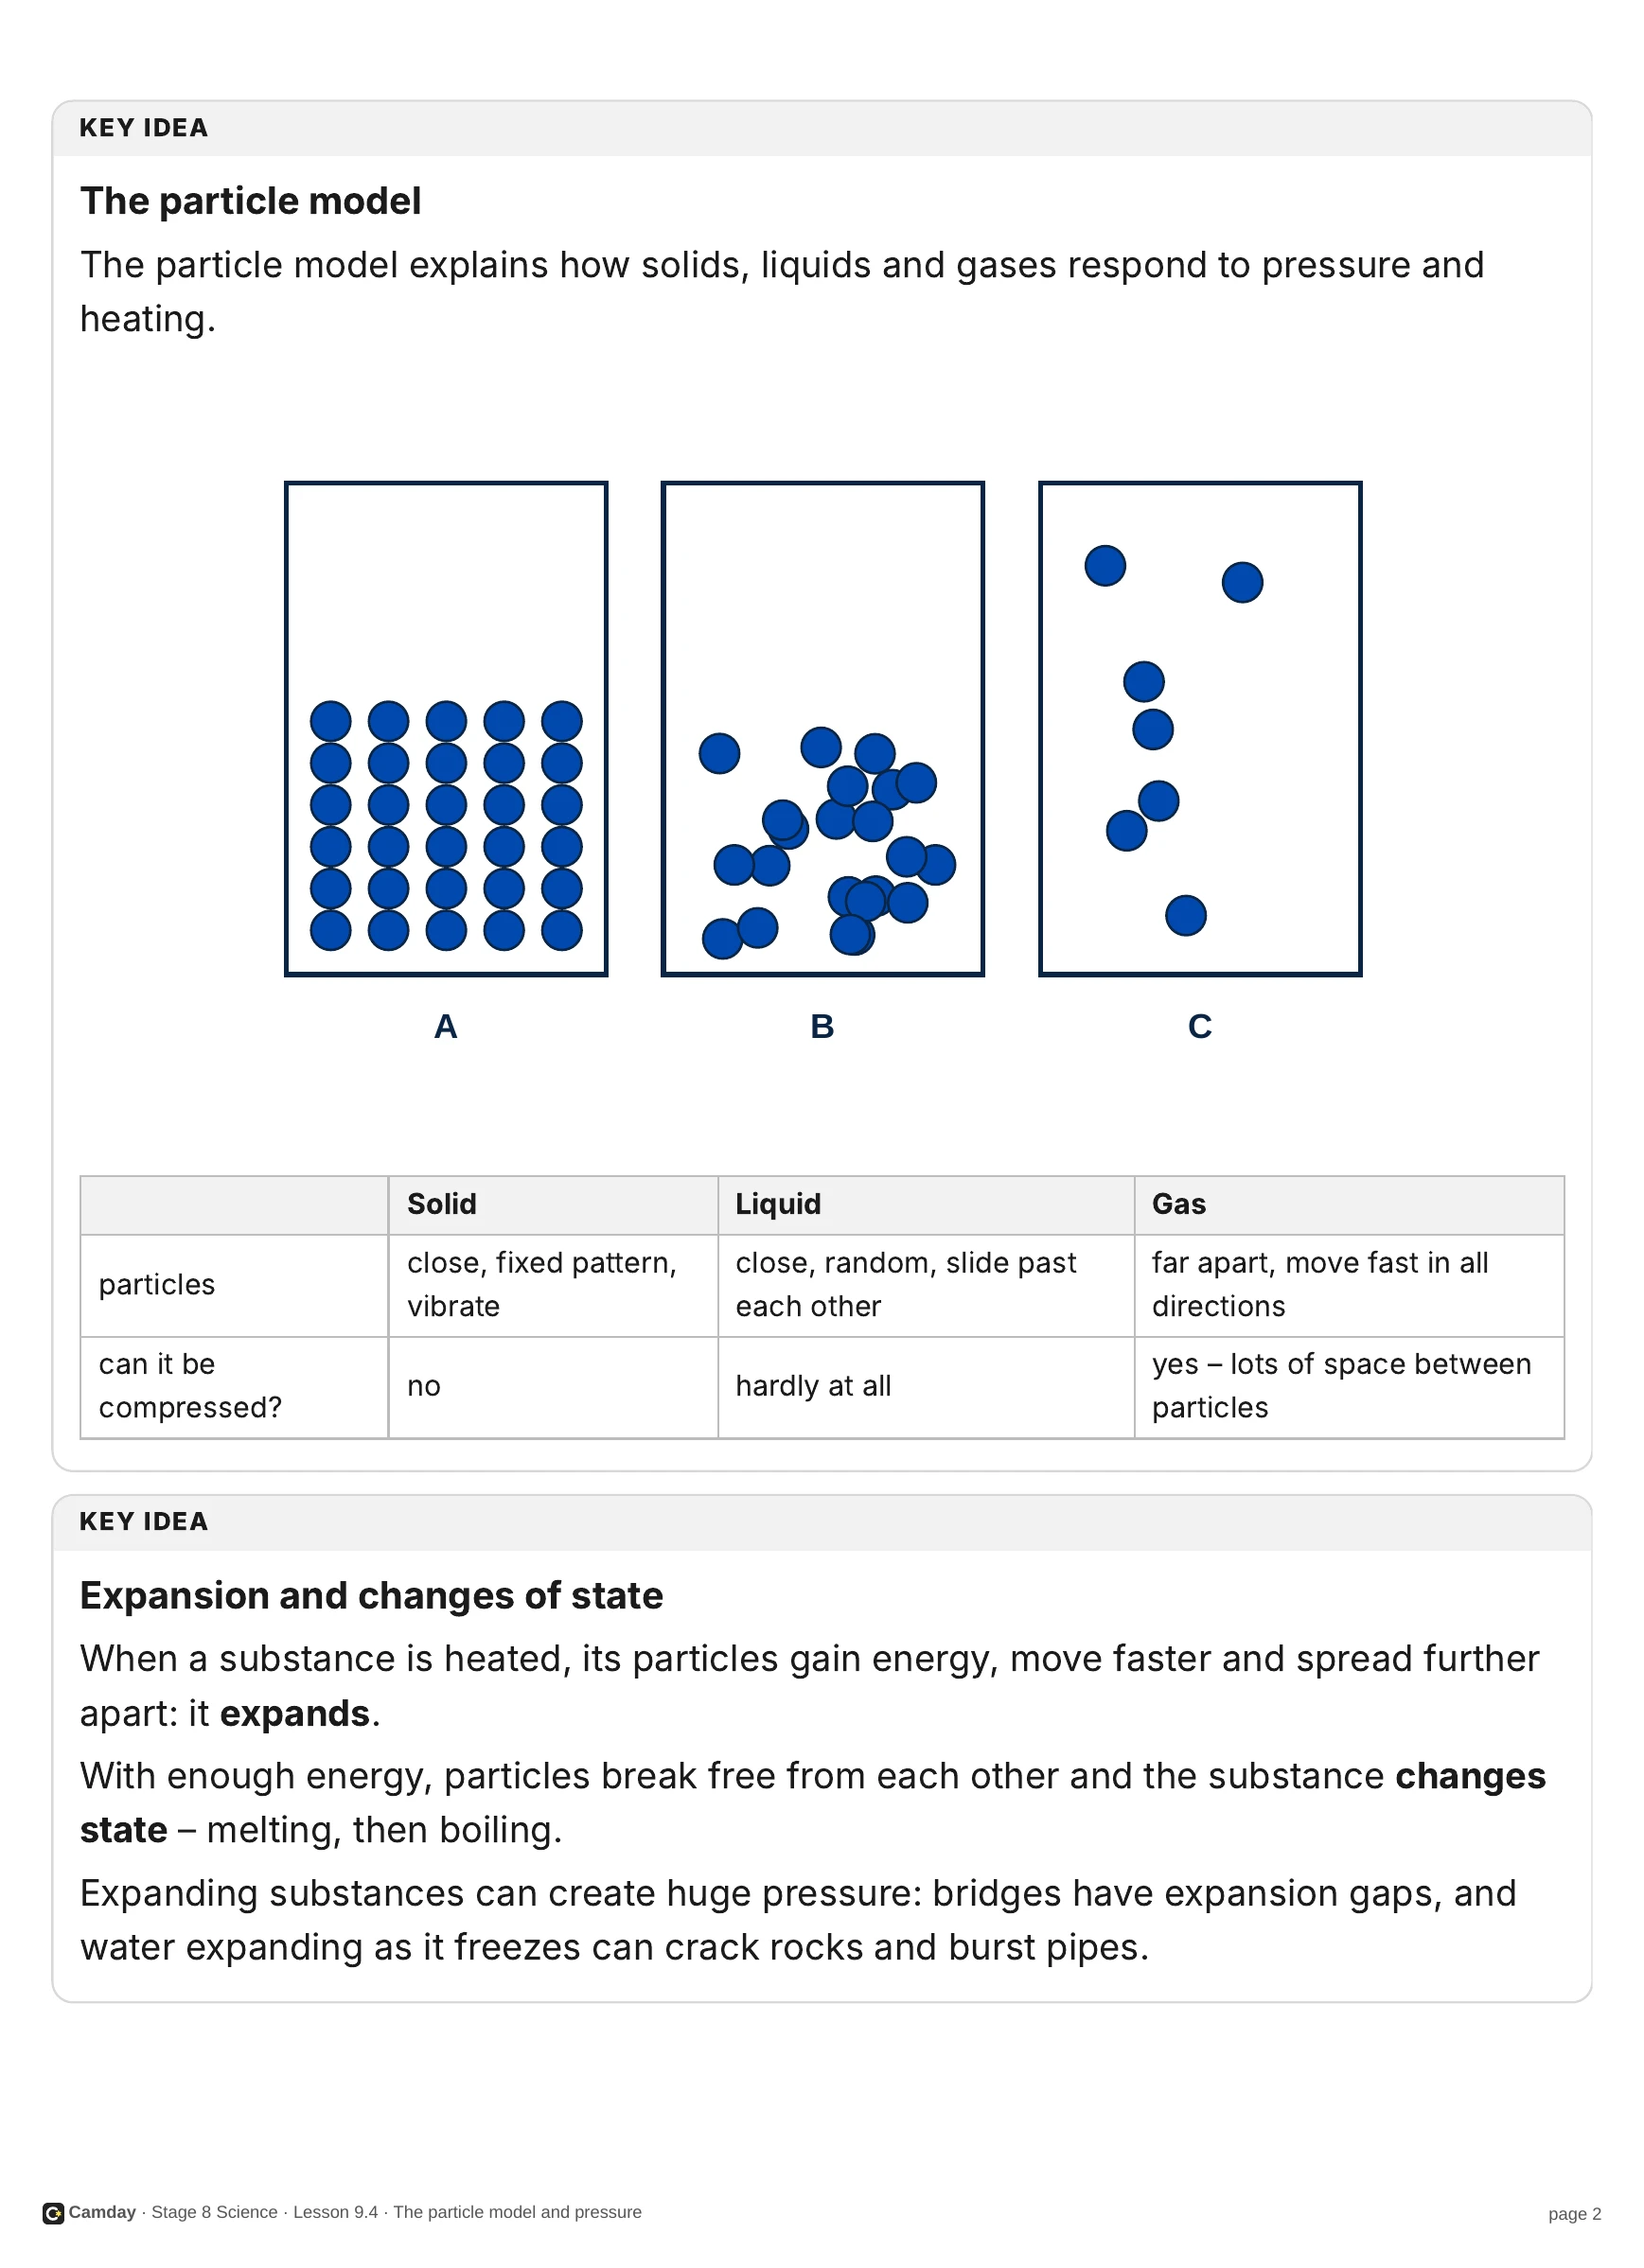 KEY IDEA
The particle model
The particle model explains how solids, liquids and gases respond to pressure and
heating.
A B C
Solid Liquid Gas
particles
close, fixed pattern,
vibrate
close, random, slide past
each other
far apart, move fast in all
directions
can it be
compressed?
no
hardly at all
yes – lots of space between
particles
KEY IDEA
Expansion and changes of state
When a substance is heated, its particles gain energy, move faster and spread further
apart: it expands.
With enough energy, particles break free from each other and the substance changes
state – melting, then boiling.
Expanding substances can create huge pressure: bridges have expansion gaps, and
water expanding as it freezes can crack rocks and burst pipes.
Camday · Stage 8 Science · Lesson 9.4 · The particle model and pressure page 2